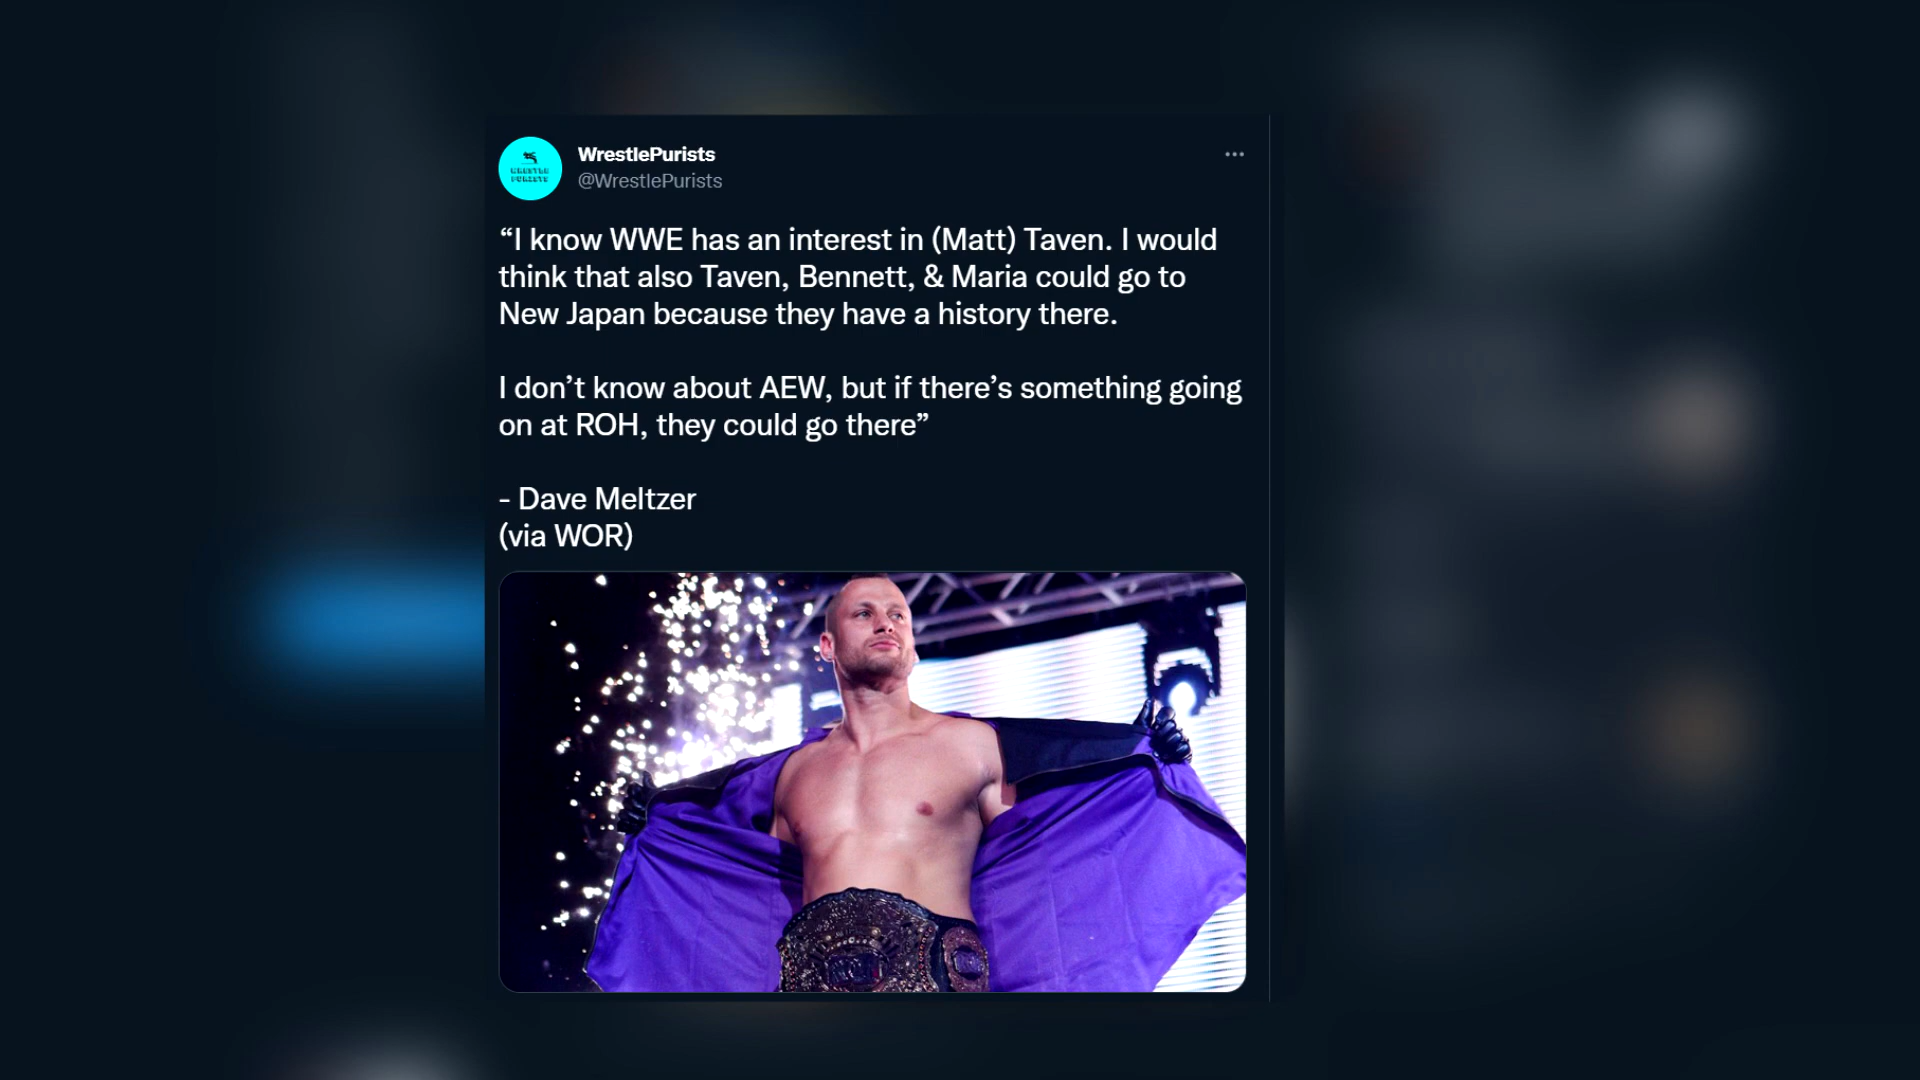 WRESTLE
PURISTS
WrestlePurists
@WrestlePurists
“I know WWE has an interest in (Matt) Taven. I would
think that also Taven, Bennett, & Maria could go to
New Japan because they have a history there.
I don’t know about AEW, but if there’s something going
on at ROH, they could go there”
- Dave Meltzer
(via WOR)